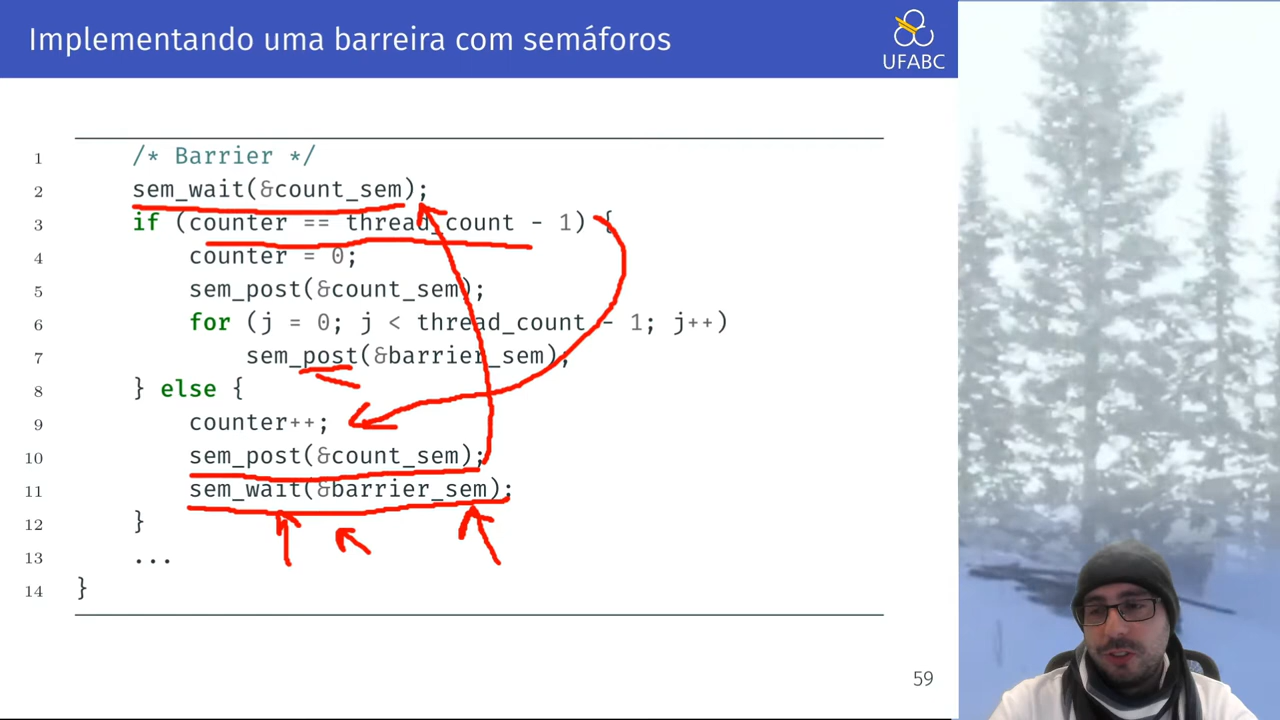 Implementando uma barreira com semáforos
UFABC
1 /* Barrier */
2 sem_wait(&count_sem);
3 if (counter == thread_count - 1) {
4 counter = 0;
5 sem_post(&count_sem);
6 for (j = 0; j < thread_count - 1; j++)
7 sem_post(&barrier_sem);
8 } else {
9 counter++;
10 sem_post(&count_sem);
11 sem_wait(&barrier_sem);
12 }
13 ...
14 }
59